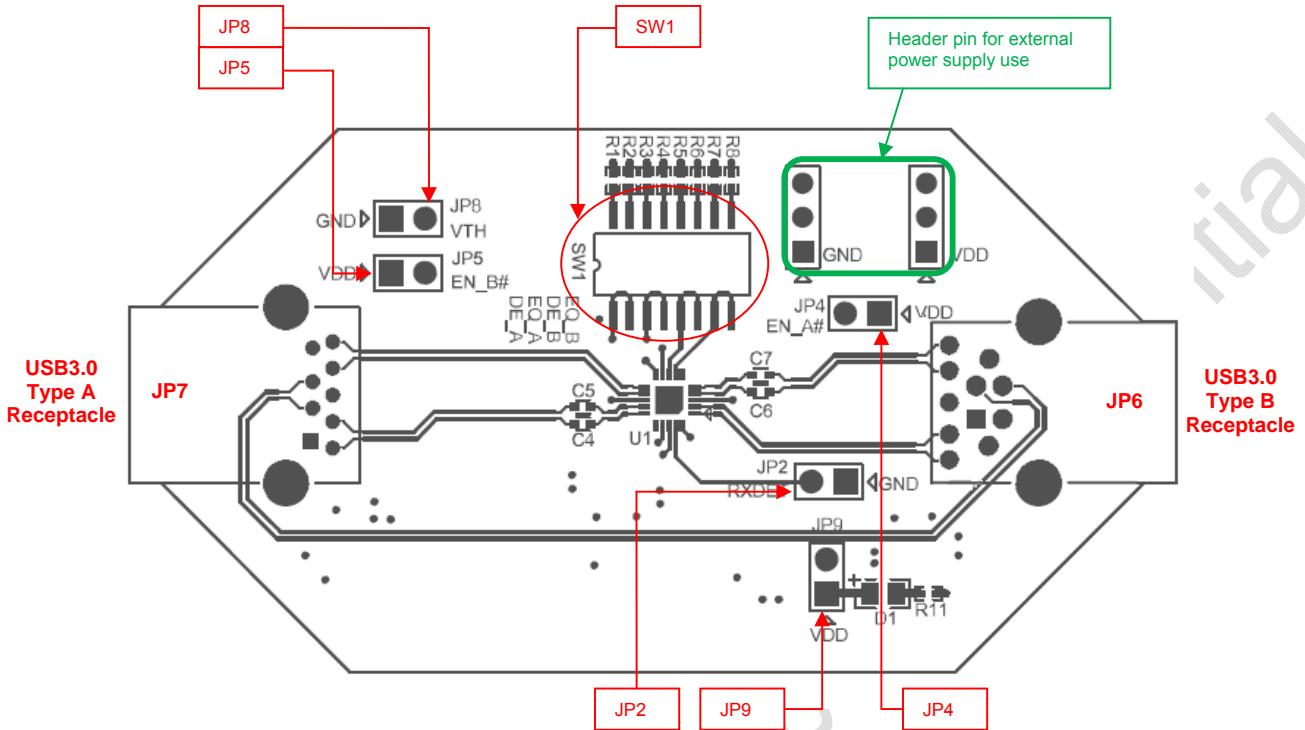 JP8
JP5
SW1
Header pin for external
power supply use
R1
R2
R3
R4
R5
R6
R7
R8
GND
JP8
VTH
VDD
JP5
EN_B#
SW1
GND
VDD
JP4
EN_A#
VDD
EQ_B
DE_B
EQ_A
DE_A
USB3.0
Type A
Receptacle
JP7
C5
C4
U1
C7
C6
JP6
USB3.0
Type B
Receptacle
JP2
GND
JP9
D1
R11
VDD
JP2
JP9
JP4